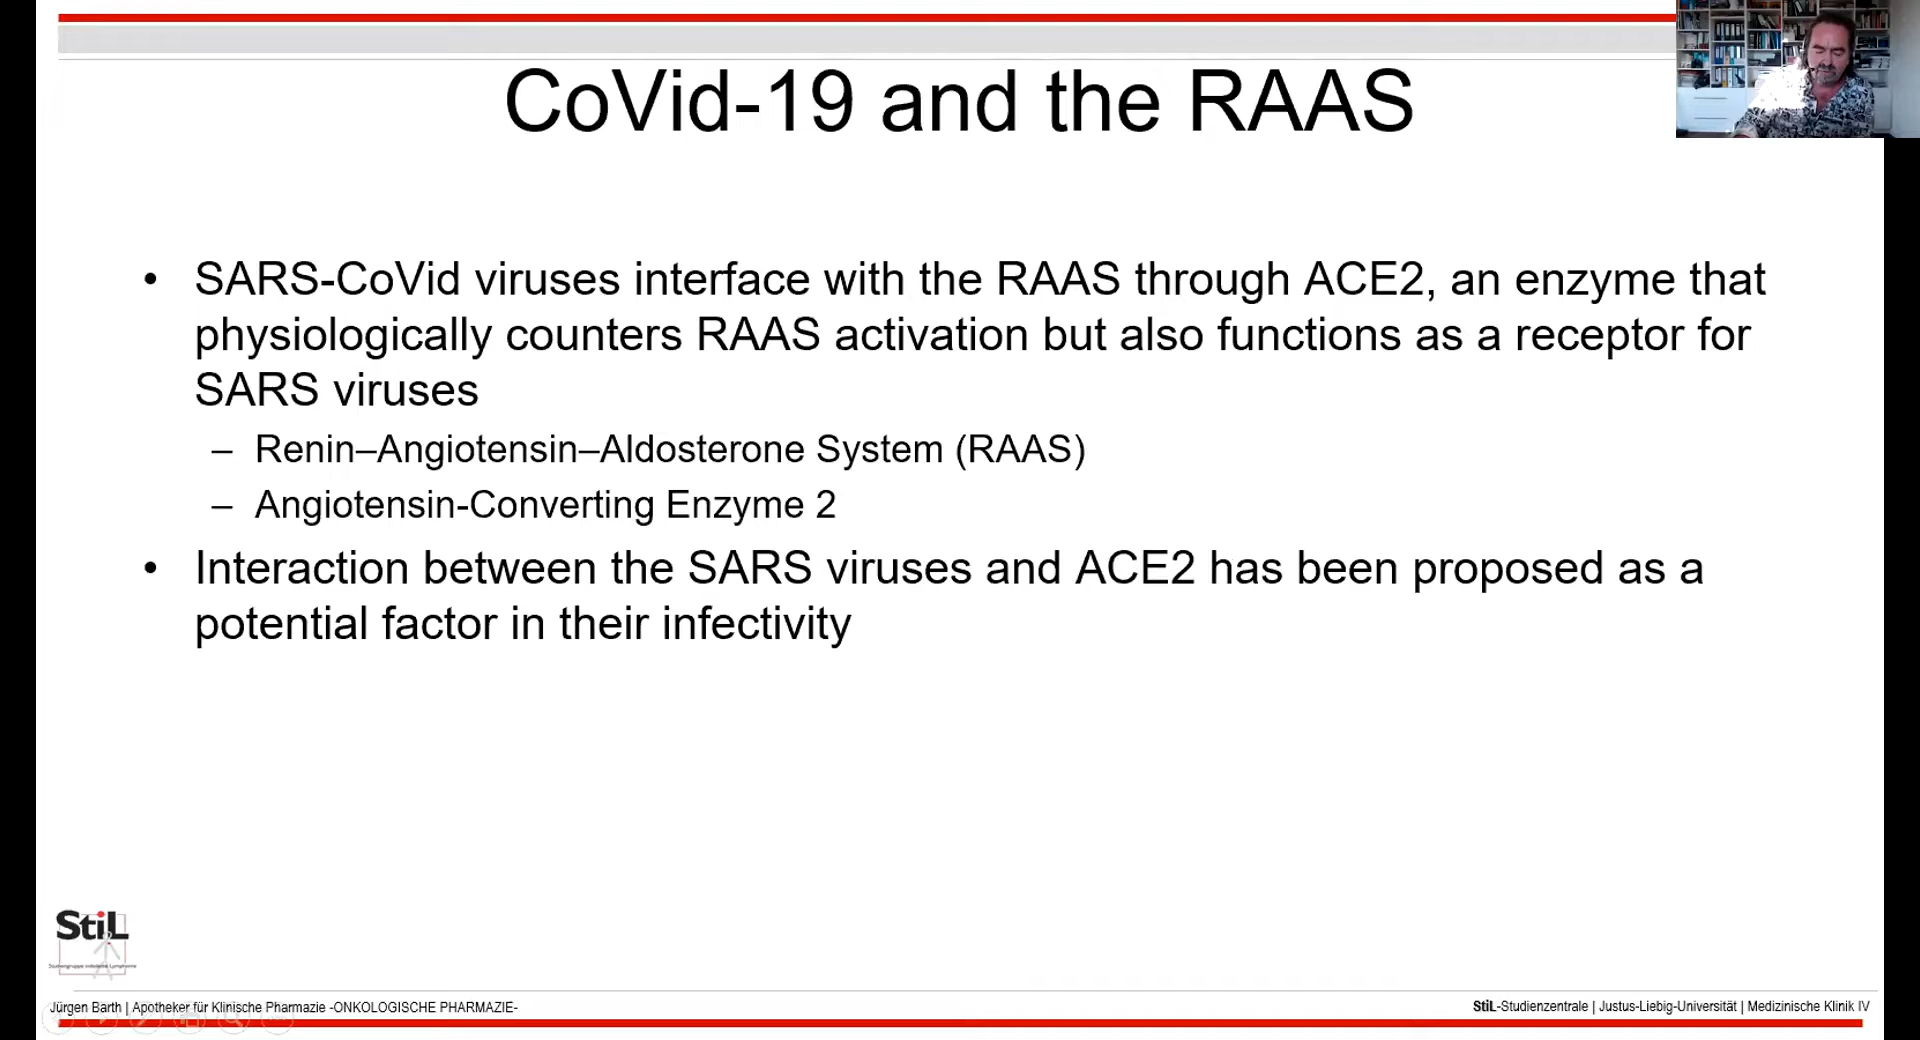 CoVid-19 and the RAAS
• SARS-CoVid viruses interface with the RAAS through ACE2, an enzyme that
physiologically counters RAAS activation but also functions as a receptor for
SARS viruses
– Renin–Angiotensin–Aldosterone System (RAAS)
– Angiotensin-Converting Enzyme 2
• Interaction between the SARS viruses and ACE2 has been proposed as a
potential factor in their infectivity
StiL
Studiengruppe indolente Lymphome
Jürgen Barth | Apotheker für Klinische Pharmazie -ONKOLOGISCHE PHARMAZIE-
StiL-Studienzentrale | Justus-Liebig-Universität | Medizinische Klinik IV